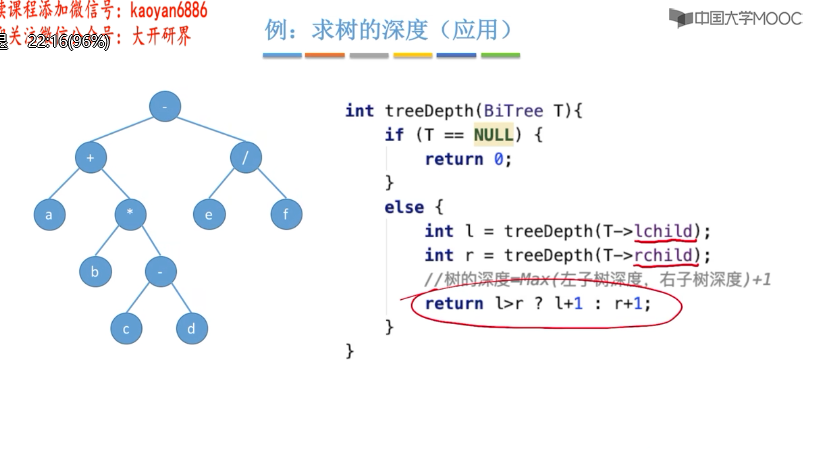 卖课程添加微信号：kaoyan6886
关注微信公众号：大开研界
22:16(96%)
例：求树的深度（应用）
中国大学MOOC
-
+
/
a
*
e
f
b
-
c
d
int treeDepth(BiTree T){
if (T == NULL) {
return 0;
}
else {
int l = treeDepth(T->lchild);
int r = treeDepth(T->rchild);
//树的深度=Max(左子树深度，右子树深度)+1
return l>r ? l+1 : r+1;
}
}